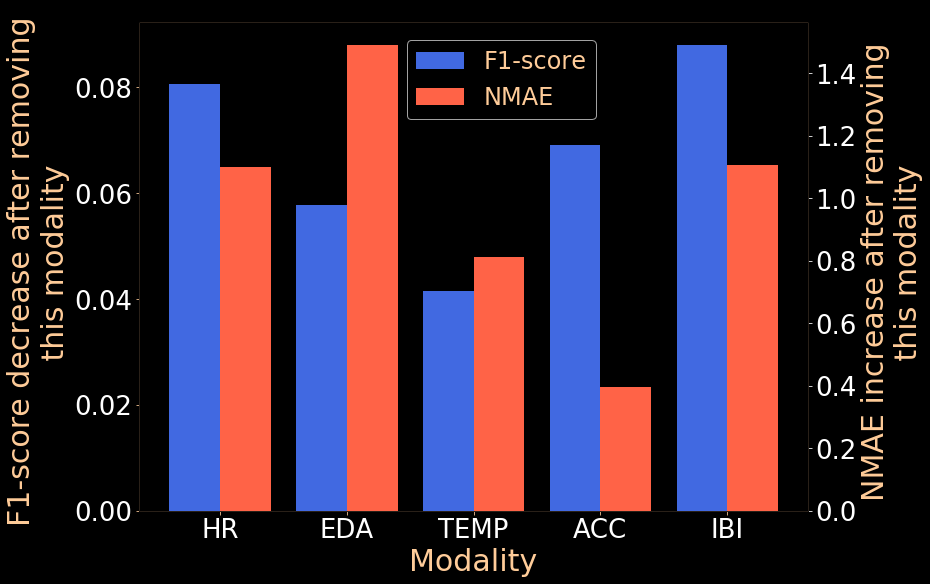 F1-score decrease after removing
this modality
0.08
0.06
0.04
0.02
0.00
F1-score
NMAE
1.4
1.2
1.0
0.8
0.6
0.4
0.2
0.0
NMAE increase after removing
this modality
HR EDA TEMP ACC IBI
Modality